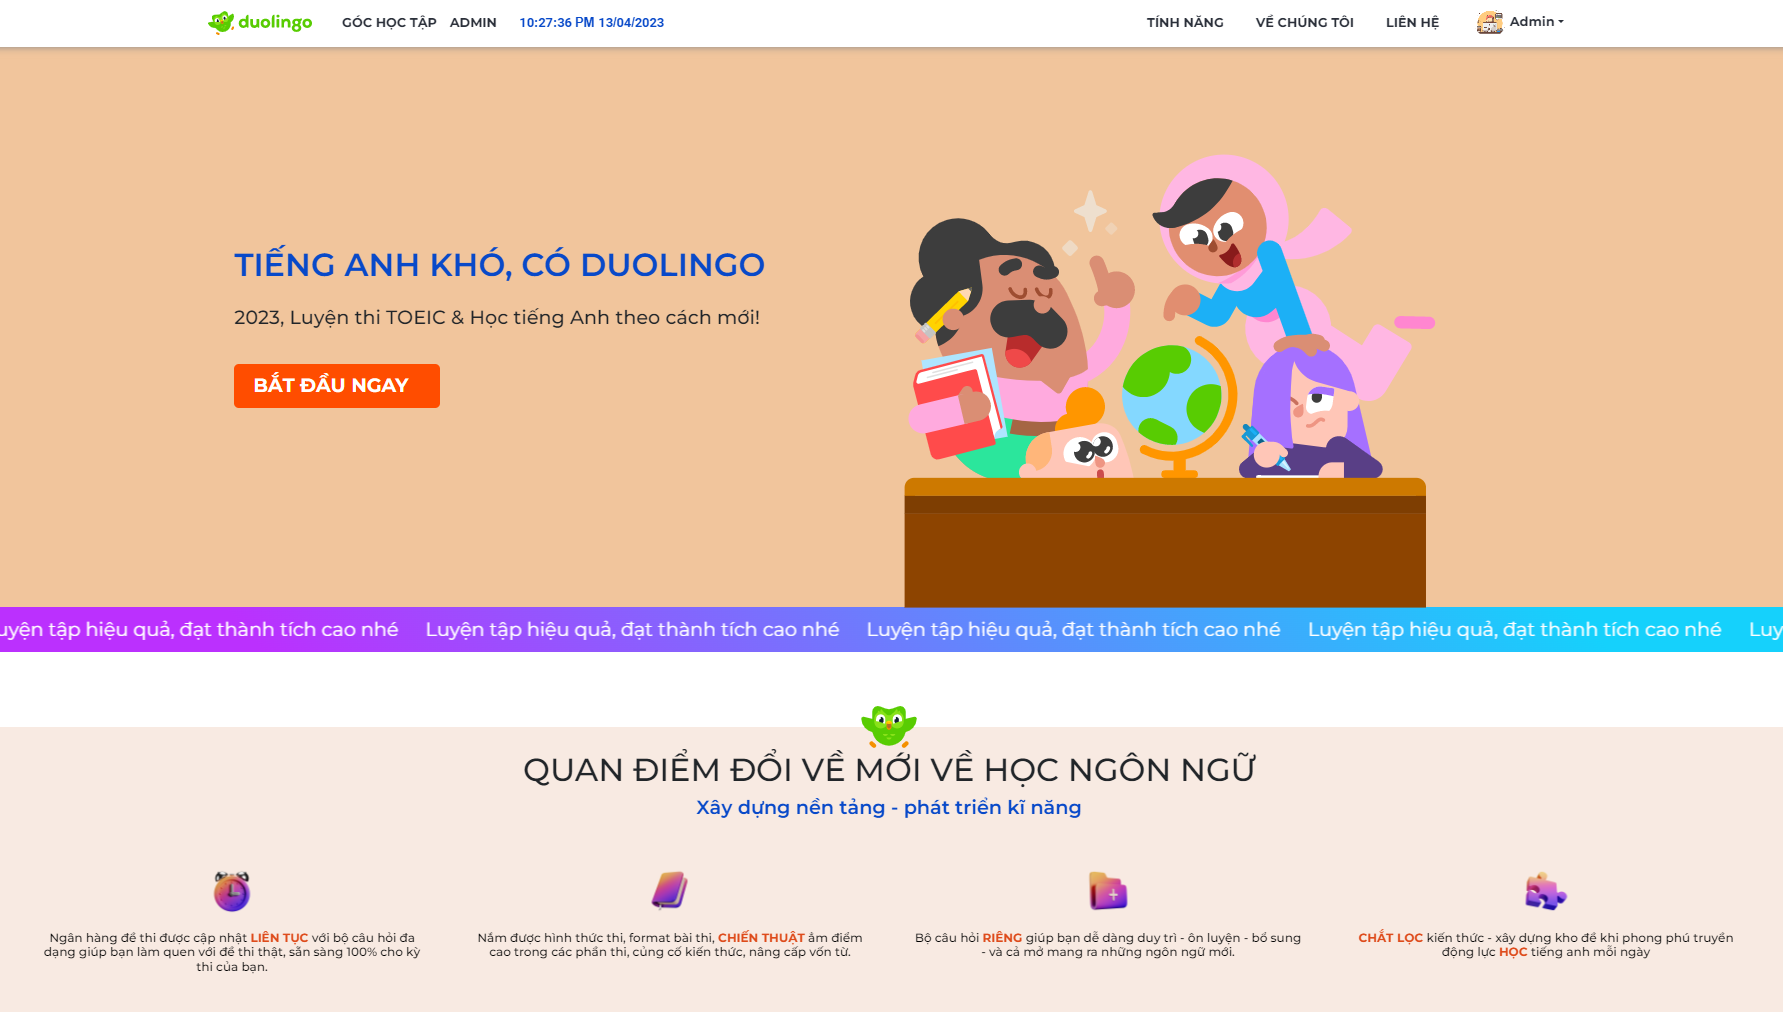 duolingo GÓC HỌC TẬP ADMIN 10:27:36 PM 13/04/2023 TÍNH NĂNG VỀ CHÚNG TÔI LIÊN HỆ Admin
TIẾNG ANH KHÓ, CÓ DUOLINGO
2023, Luyện thi TOEIC & Học tiếng Anh theo cách mới!
BẮT ĐẦU NGAY
uyện tập hiệu quả, đạt thành tích cao nhé Luyện tập hiệu quả, đạt thành tích cao nhé Luyện tập hiệu quả, đạt thành tích cao nhé Luyện tập hiệu quả, đạt thành tích cao nhé Luy
QUAN ĐIỂM ĐỔI VỀ MỚI VỀ HỌC NGÔN NGỮ
Xây dựng nền tảng - phát triển kĩ năng
Ngân hàng đề thi được cập nhật LIÊN TỤC với bộ câu hỏi đa
dạng giúp bạn làm quen với đề thi thật, sẵn sàng 100% cho kỳ
thi của bạn.
Nắm được hình thức thi, format bài thi, CHIẾN THUẬT ẵm điểm
cao trong các phần thi, củng cố kiến thức, nâng cấp vốn từ.
Bộ câu hỏi RIÊNG giúp bạn dễ dàng duy trì - ôn luyện - bổ sung
- và cả mở mang ra những ngôn ngữ mới.
CHẮT LỌC kiến thức - xây dựng kho đề khi phong phú truyền
động lực HỌC tiếng anh mỗi ngày